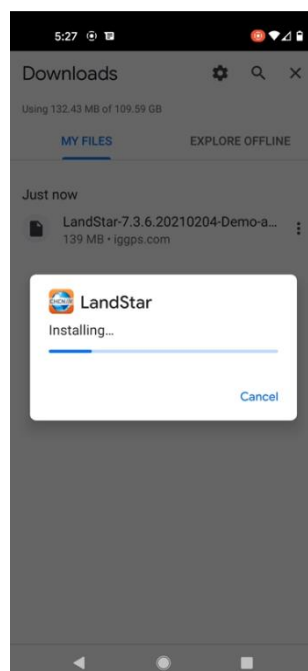 5:27
Downloads
Using 132.43 MB of 109.59 GB
MY FILES
EXPLORE OFFLINE
Just now
LandStar-7.3.6.20210204-Demo-a...
139 MB • iggps.com
LandStar
Installing...
Cancel